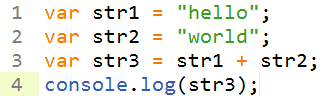 1 var str1 = "hello";
2 var str2 = "world";
3 var str3 = str1 + str2;
4 console.log(str3);